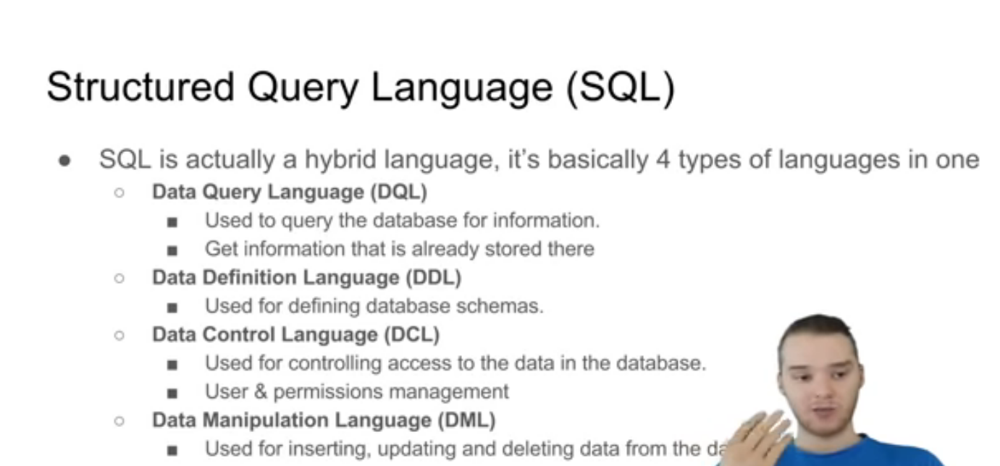 Structured Query Language (SQL)
● SQL is actually a hybrid language, it's basically 4 types of languages in one
○ Data Query Language (DQL)
■ Used to query the database for information.
■ Get information that is already stored there
○ Data Definition Language (DDL)
■ Used for defining database schemas.
○ Data Control Language (DCL)
■ Used for controlling access to the data in the database.
■ User & permissions management
○ Data Manipulation Language (DML)
■ Used for inserting, updating and deleting data from the